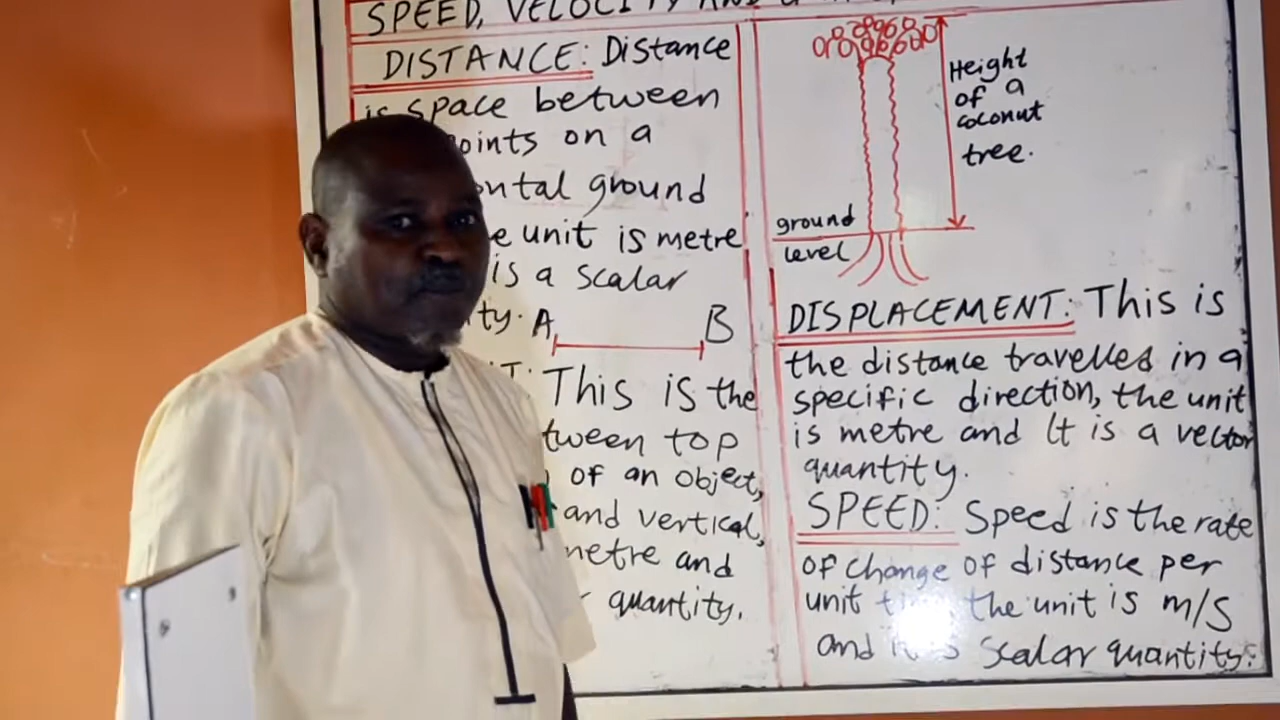 SPEED, VELOCITY AND
DISTANCE: Distance
is space between
points on a
ontal ground
e unit is metre
is a scalar
ty. A B
T: This is the
tween top
of an object,
and vertical,
metre and
quantity.
Height
of a
coconut
tree.
ground
level
DISPLACEMENT: This is
the distance travelled in a
specific direction, the unit
is metre and It is a vector
quantity.
SPEED: Speed is the rate
of change of distance per
unit the unit is m/s
and is scalar quantity.